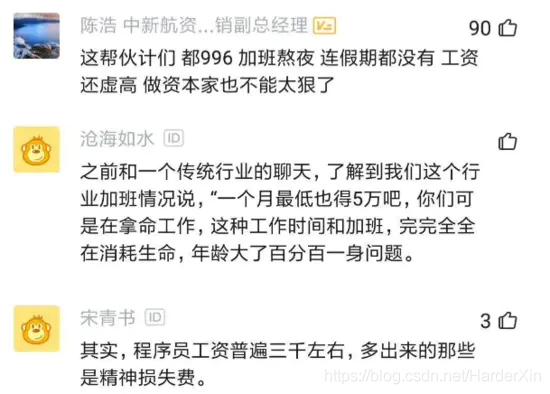 陈浩 中新航资...销副总经理 V
90
这帮伙计们 都996 加班熬夜 连假期都没有 工资
还虚高 做资本家也不能太狠了
沧海如水 ID
之前和一个传统行业的聊天，了解到我们这个行
业加班情况说，“一个月最低也得5万吧，你们可
是在拿命工作，这种工作时间和加班，完完全全
在消耗生命，年龄大了百分百一身问题。
宋青书 ID
3
其实，程序员工资普遍三千左右，多出来的那些
是精神损失费。
https://blog.csdn.net/HarderXin